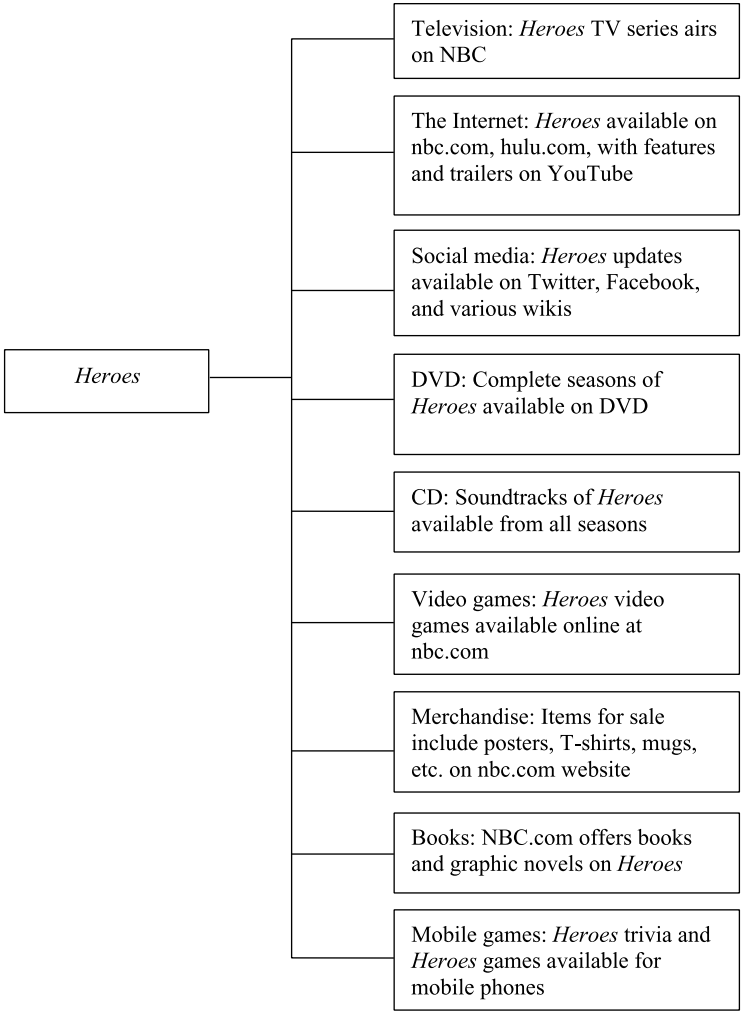 Television: Heroes TV series airs
on NBC
The Internet: Heroes available on
nbc.com, hulu.com, with features
and trailers on YouTube
Social media: Heroes updates
available on Twitter, Facebook,
and various wikis
Heroes
DVD: Complete seasons of
Heroes available on DVD
CD: Soundtracks of Heroes
available from all seasons
Video games: Heroes video
games available online at
nbc.com
Merchandise: Items for sale
include posters, T-shirts, mugs,
etc. on nbc.com website
Books: NBC.com offers books
and graphic novels on Heroes
Mobile games: Heroes trivia and
Heroes games available for
mobile phones